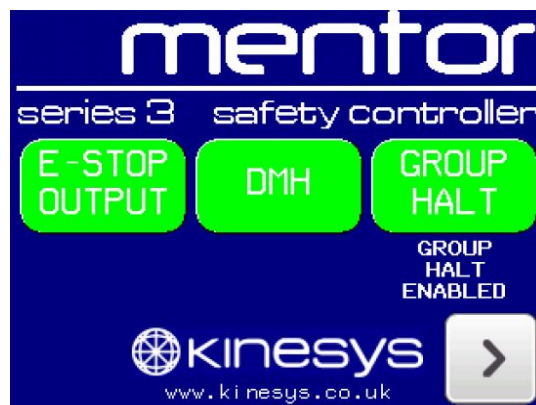 mentor
series 3 safety controller
E-STOP
OUTPUT
DMH
GROUP
HALT
GROUP
HALT
ENABLED
KINESYS
www.kinesys.co.uk